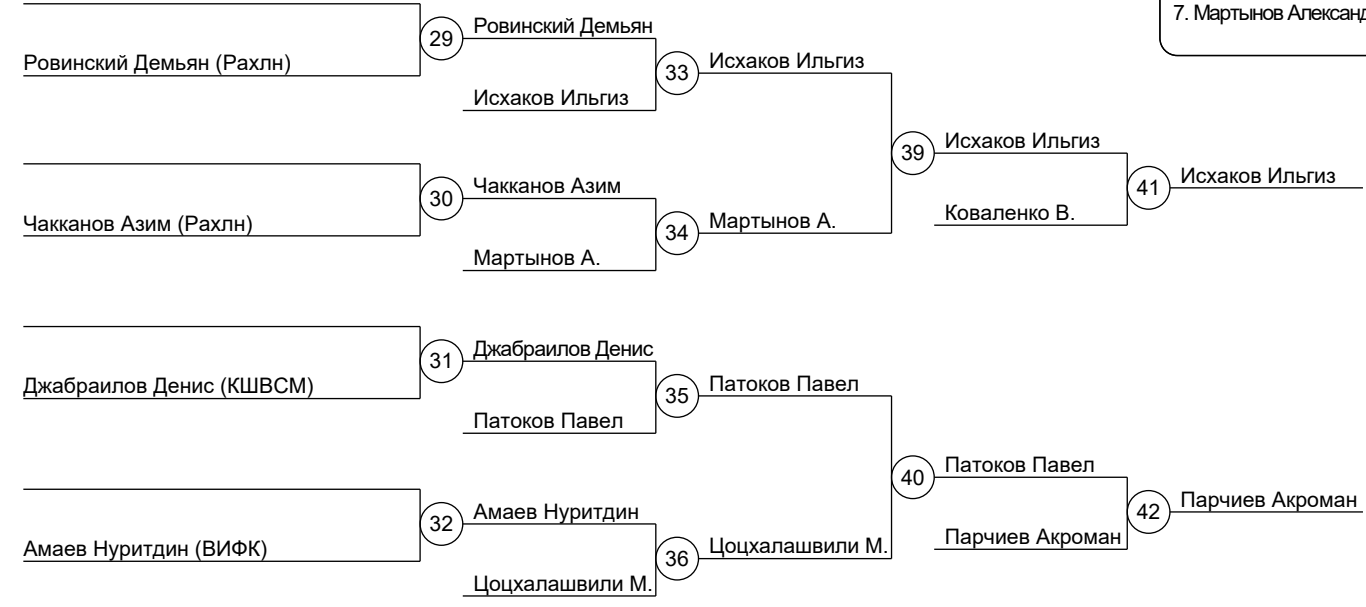 7. Мартынов Александ
29
Ровинский Демьян
Ровинский Демьян (Рахлн)
33
Исхаков Ильгиз
Исхаков Ильгиз
39
Исхаков Ильгиз
30
Чакканов Азим
41
Исхаков Ильгиз
Чакканов Азим (Рахлн)
34
Мартынов А.
Коваленко В.
Мартынов А.
31
Джабраилов Денис
Джабраилов Денис (КШВСМ)
35
Патоков Павел
Патоков Павел
40
Патоков Павел
32
Амаев Нуритдин
42
Парчиев Акроман
Амаев Нуритдин (ВИФК)
36
Цоцхалашвили М.
Парчиев Акроман
Цоцхалашвили М.